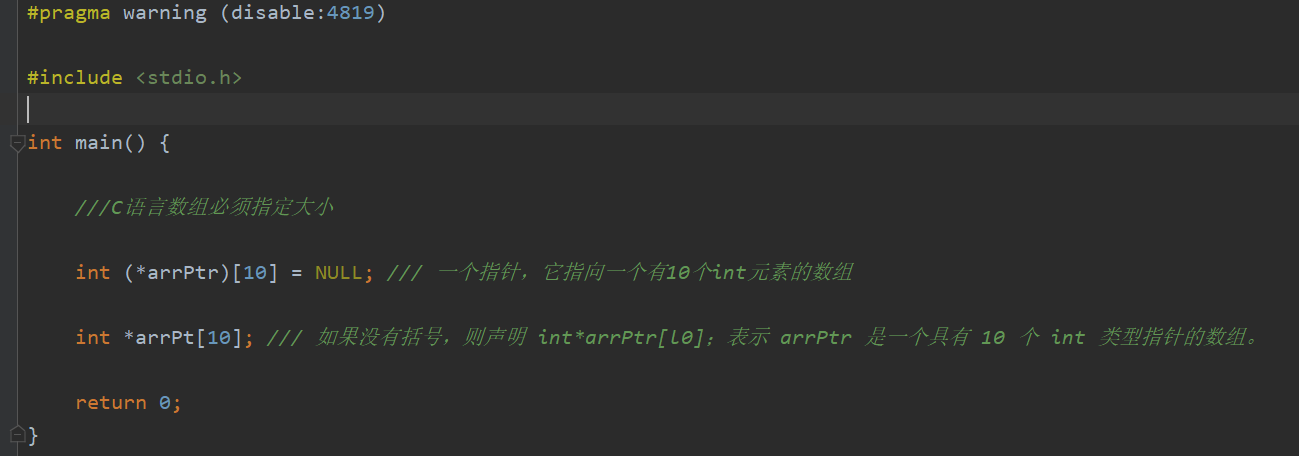 #pragma warning (disable:4819)
#include <stdio.h>
int main() {
///C语言数组必须指定大小
int (*arrPtr)[10] = NULL; /// 一个指针，它指向一个有10个int元素的数组
int *arrPt[10]; /// 如果没有括号，则声明 int*arrPtr[l0]；表示 arrPtr 是一个具有 10 个 int 类型指针的数组。
return 0;
}